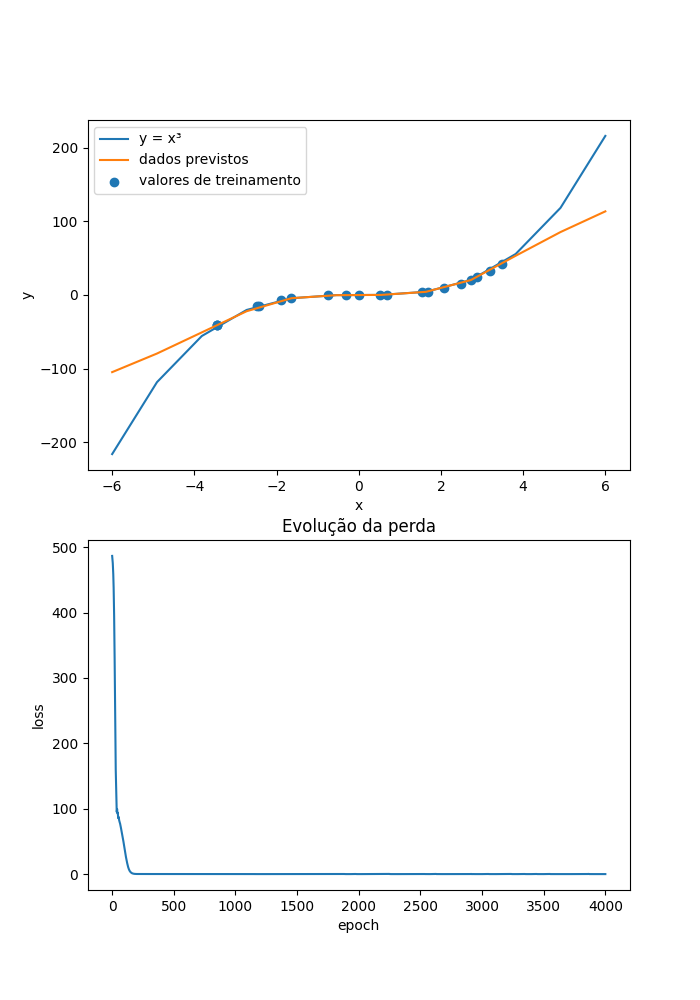 y = x³
dados previstos
valores de treinamento
200
100
0
−100
−200
y
−6 −4 −2 0 2 4 6
x
Evolução da perda
500
400
300
200
100
0
loss
0 500 1000 1500 2000 2500 3000 3500 4000
epoch